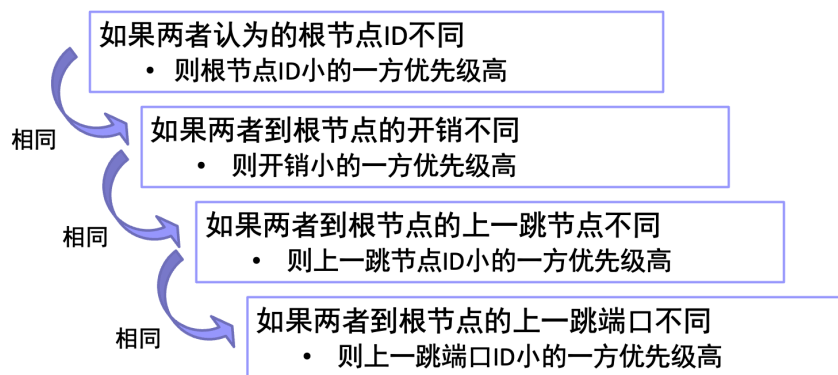 如果两者认为的根节点ID不同
• 则根节点ID小的一方优先级高
相同
如果两者到根节点的开销不同
• 则开销小的一方优先级高
相同
如果两者到根节点的上一跳节点不同
• 则上一跳节点ID小的一方优先级高
相同
如果两者到根节点的上一跳端口不同
• 则上一跳端口ID小的一方优先级高